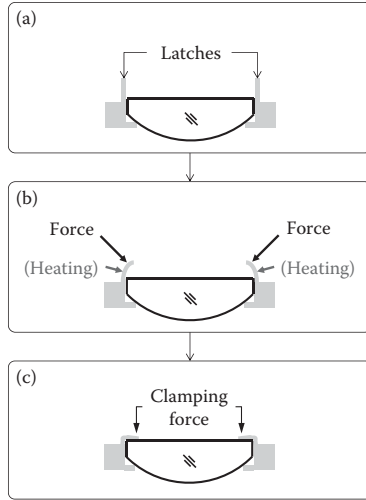 (a)
Latches
(b)
Force
Force
(Heating)
(Heating)
(c)
Clamping
force